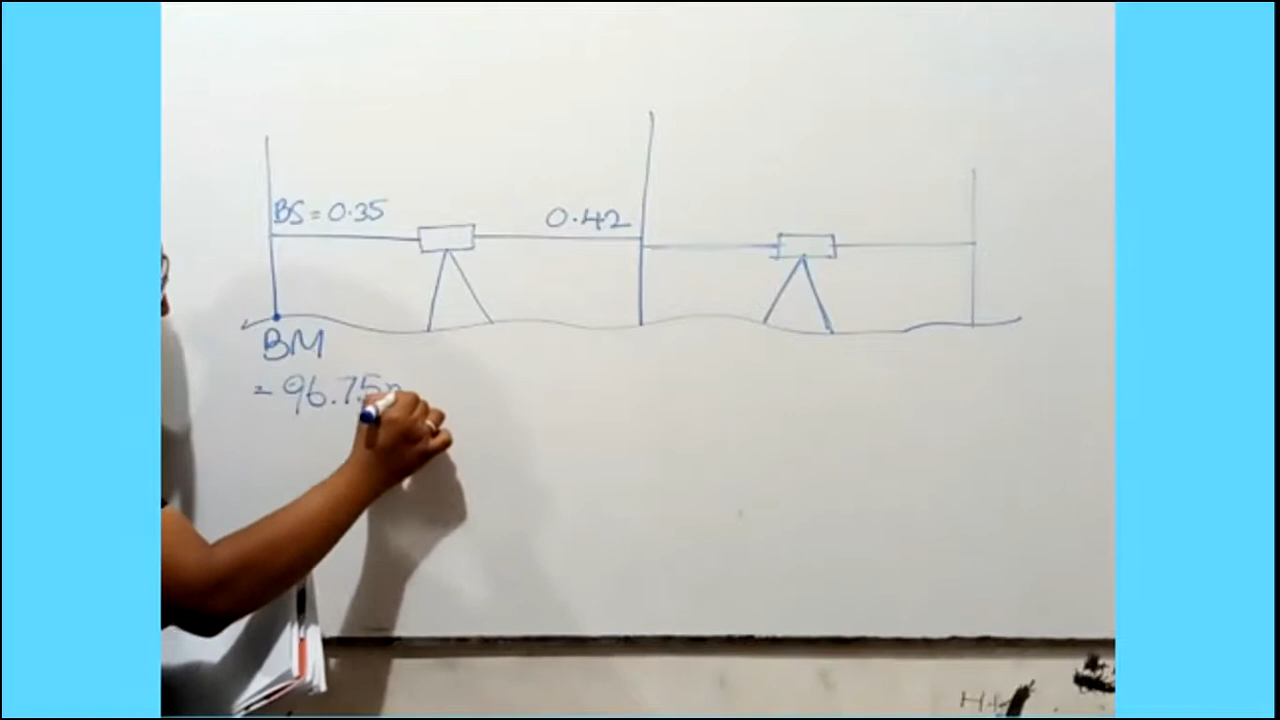 BS = 0.35
0.42
BM
= 96.75